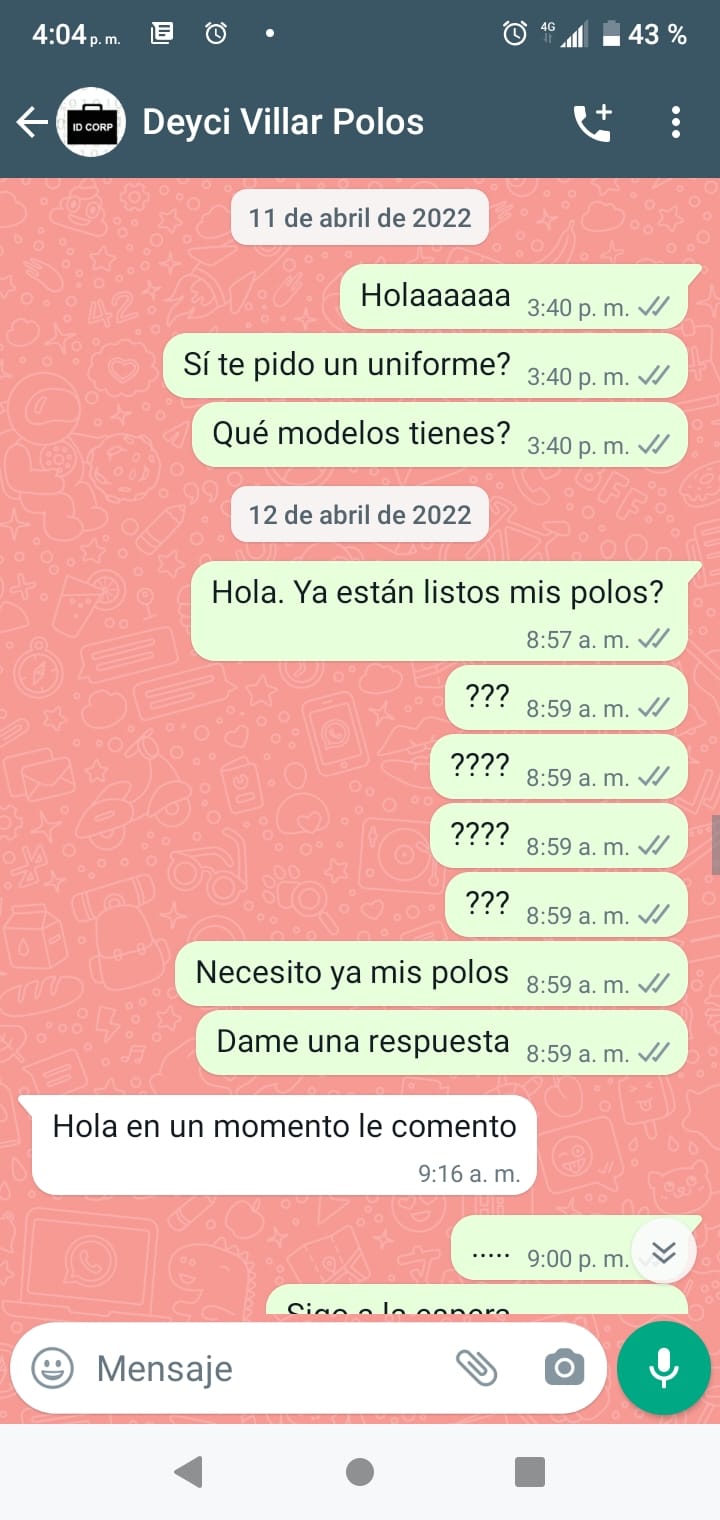 4:04 p. m.
4G
43 %
ID CORP
Deyci Villar Polos
11 de abril de 2022
Holaaaaaa 3:40 p. m.
Sí te pido un uniforme? 3:40 p. m.
Qué modelos tienes? 3:40 p. m.
12 de abril de 2022
Hola. Ya están listos mis polos?
8:57 a. m.
??? 8:59 a. m.
???? 8:59 a. m.
???? 8:59 a. m.
??? 8:59 a. m.
Necesito ya mis polos 8:59 a. m.
Dame una respuesta 8:59 a. m.
Hola en un momento le comento
9:16 a. m.
..... 9:00 p. m.
Sigo a la espera
Mensaje